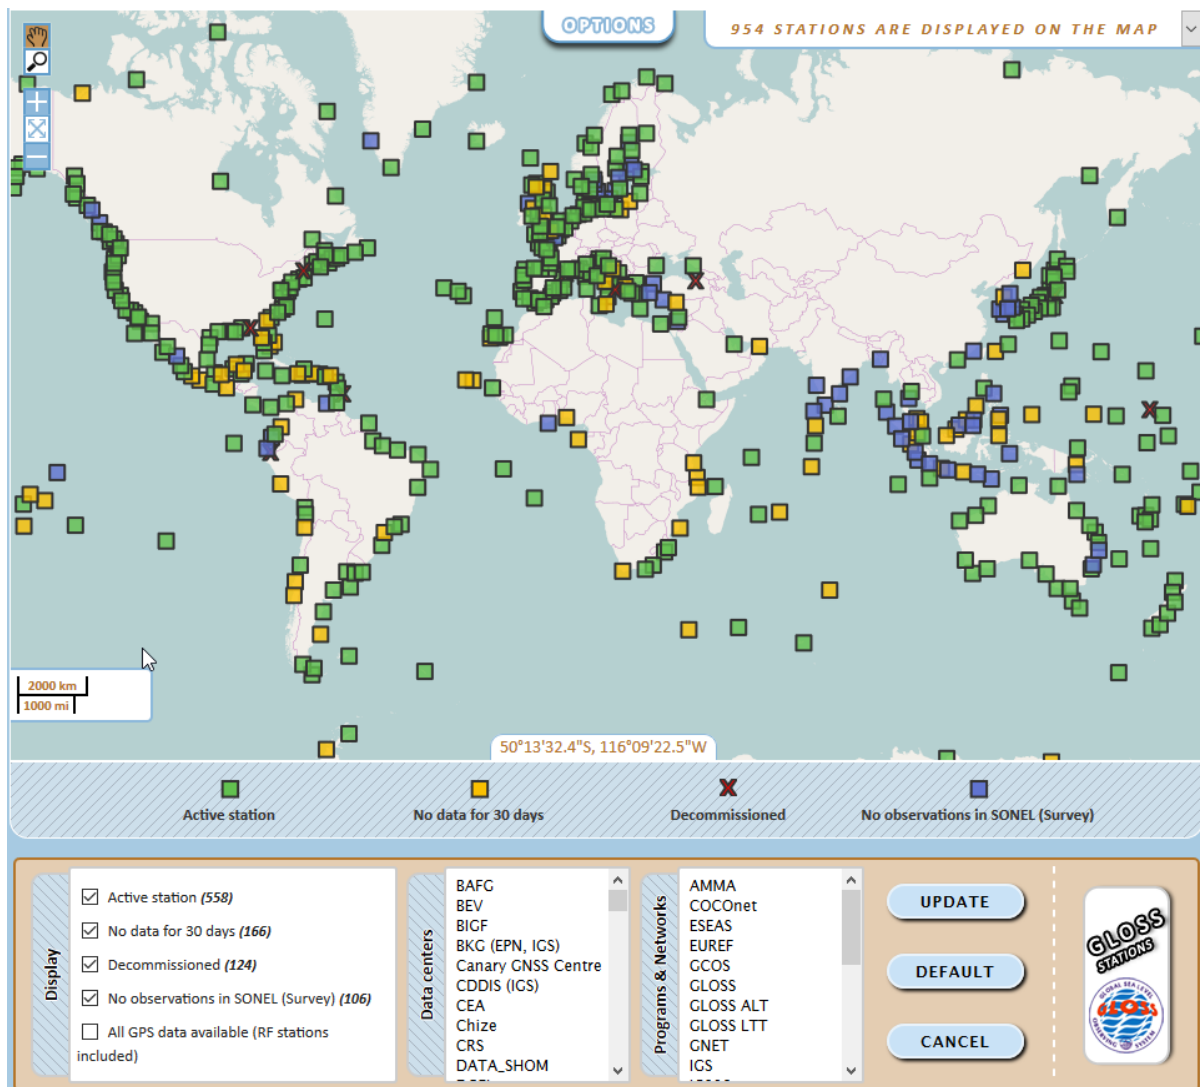 OPTIONS
954 STATIONS ARE DISPLAYED ON THE MAP
2000 km
1000 mi
50°13'32.4"S, 116°09'22.5"W
Active station
No data for 30 days
Decommissioned
No observations in SONEL (Survey)
Display
Active station (558)
No data for 30 days (166)
Decommissioned (124)
No observations in SONEL (Survey) (106)
All GPS data available (RF stations
included)
Data centers
BAFG
BEV
BIGF
BKG (EPN, IGS)
Canary GNSS Centre
CDDIS (IGS)
CEA
Chize
CRS
DATA_SHOM
Programs & Networks
AMMA
COCOnet
ESEAS
EUREF
GCOS
GLOSS
GLOSS ALT
GLOSS LTT
GNET
IGS
UPDATE
DEFAULT
CANCEL
GLOSS
STATIONS
GLOBAL SEA LEVEL
GLOSS
OBSERVING SYSTEM